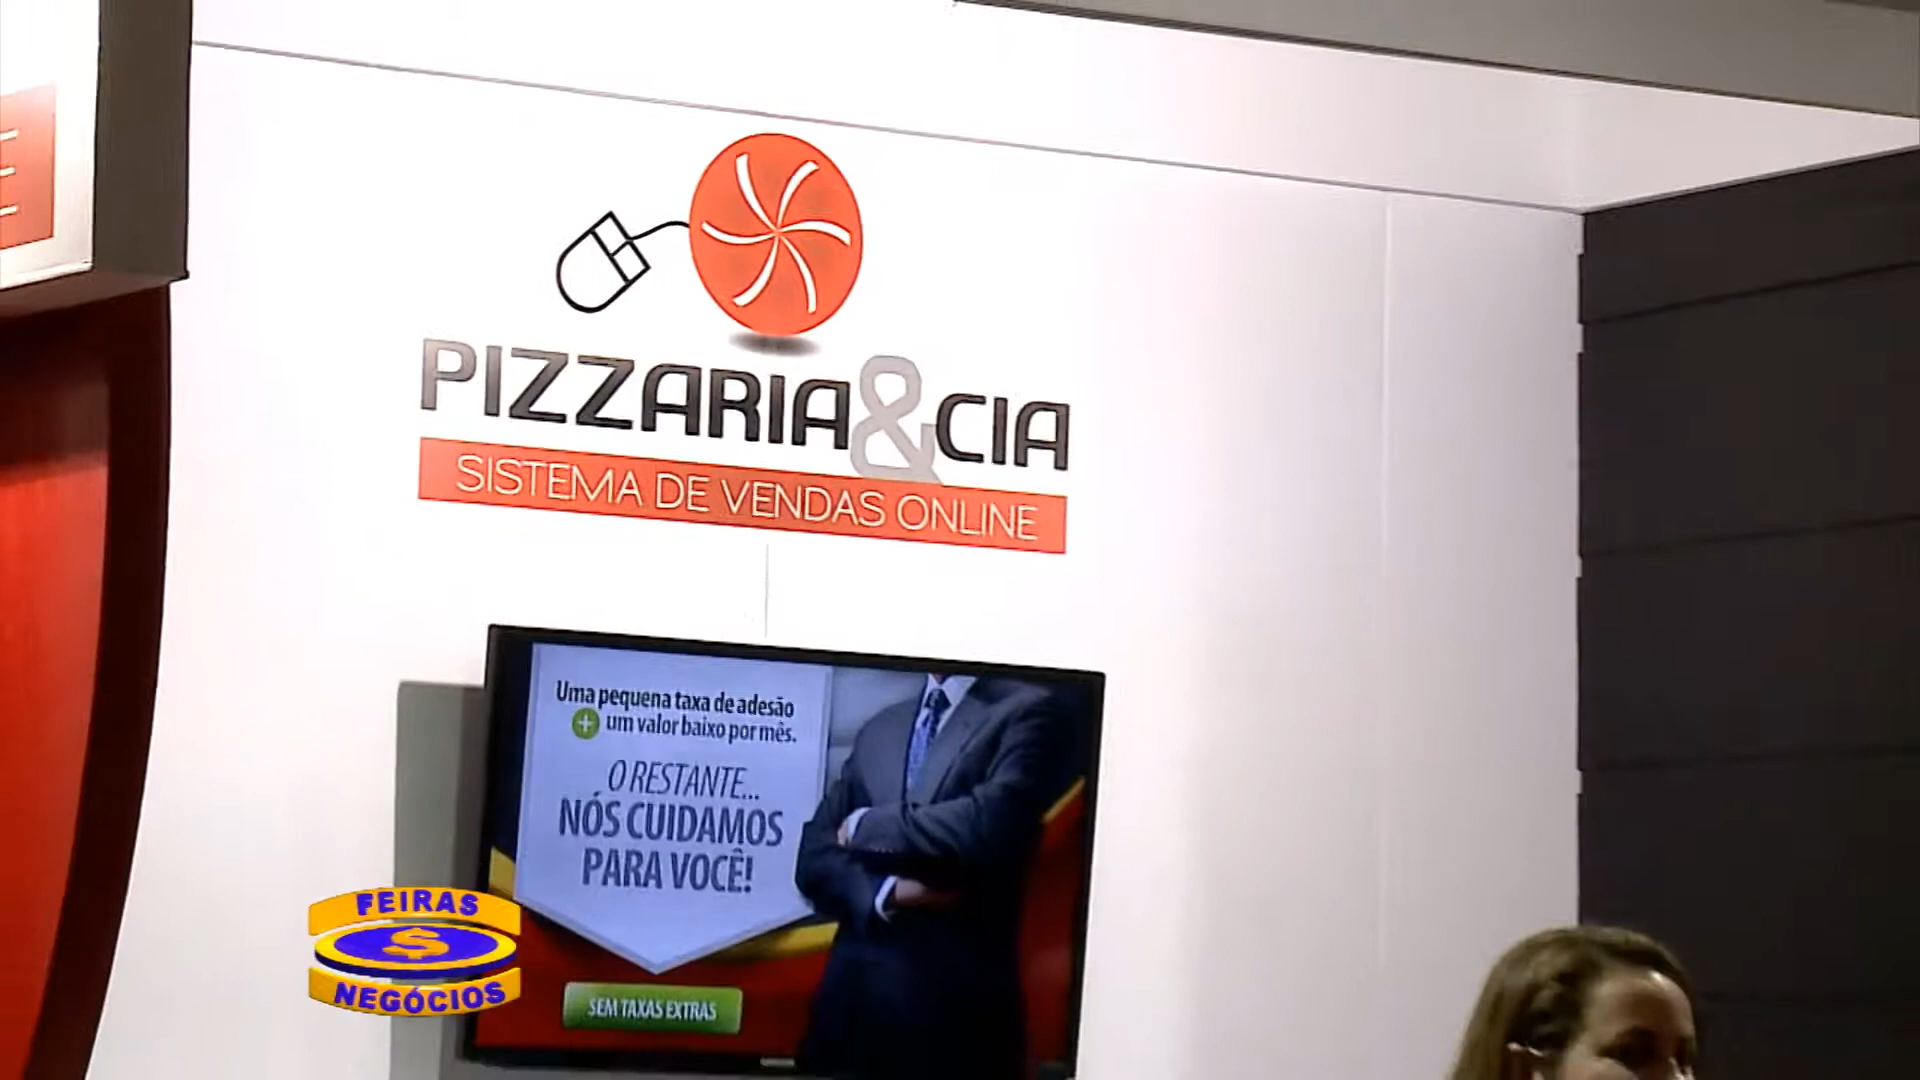 E
PIZZARIA&CIA
SISTEMA DE VENDAS ONLINE
Uma pequena taxa de adesão
+ um valor baixo por mês.
O RESTANTE...
NÓS CUIDAMOS
PARA VOCÊ!
SEM TAXAS EXTRAS
FEIRAS
$
NEGÓCIOS